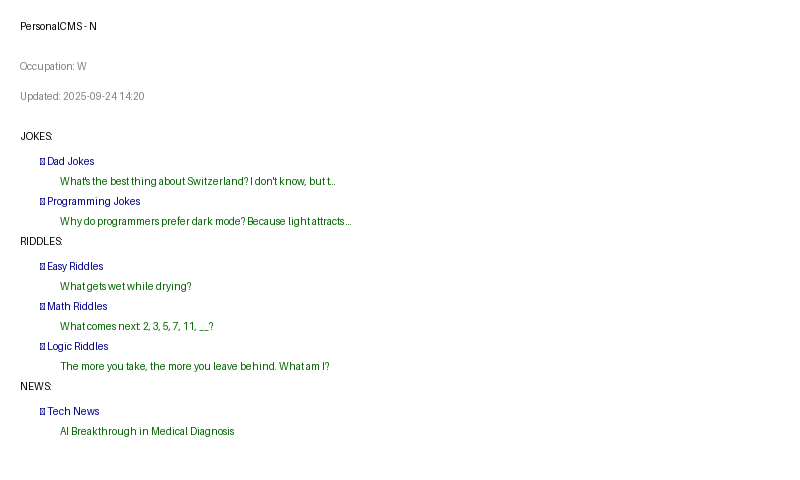 PersonalCMS - N
Occupation: W
Updated: 2025-09-24 14:20
JOKES:
Dad Jokes
What's the best thing about Switzerland? I don't know, but t...
Programming Jokes
Why do programmers prefer dark mode? Because light attracts...
RIDDLES:
Easy Riddles
What gets wet while drying?
Math Riddles
What comes next: 2, 3, 5, 7, 11, __?
Logic Riddles
The more you take, the more you leave behind. What am I?
NEWS:
Tech News
AI Breakthrough in Medical Diagnosis